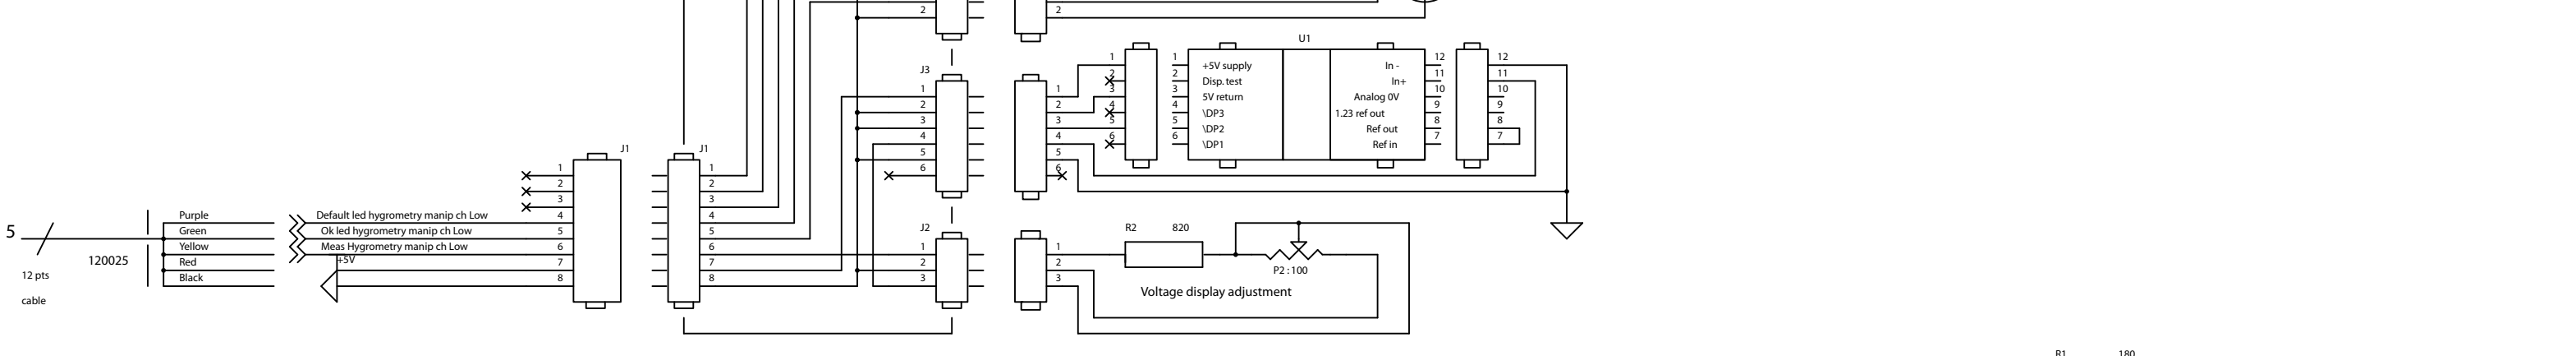 2 2
U1
1 1 +5V supply In - 12 12
J3 2 2 Disp. test In+ 11 11
1 1 3 3 5V return Analog 0V 10 10
2 2 4 4 \DP3 1.23 ref out 9 9
3 3 5 5 \DP2 Ref out 8 8
4 4 6 6 \DP1 Ref in 7 7
J1 J1 5 5
1 1 6 6
2 2
3 3
Purple Default led hygrometry manip ch Low 4 4
5 Green Ok led hygrometry manip ch Low 5 5 J2 R2 820
Yellow Meas Hygrometry manip ch Low 6 6 1 1
120025 Red +5V 7 7 2 2 P2 : 100
12 pts Black 8 8 3 3
Voltage display adjustment
cable
R1 180